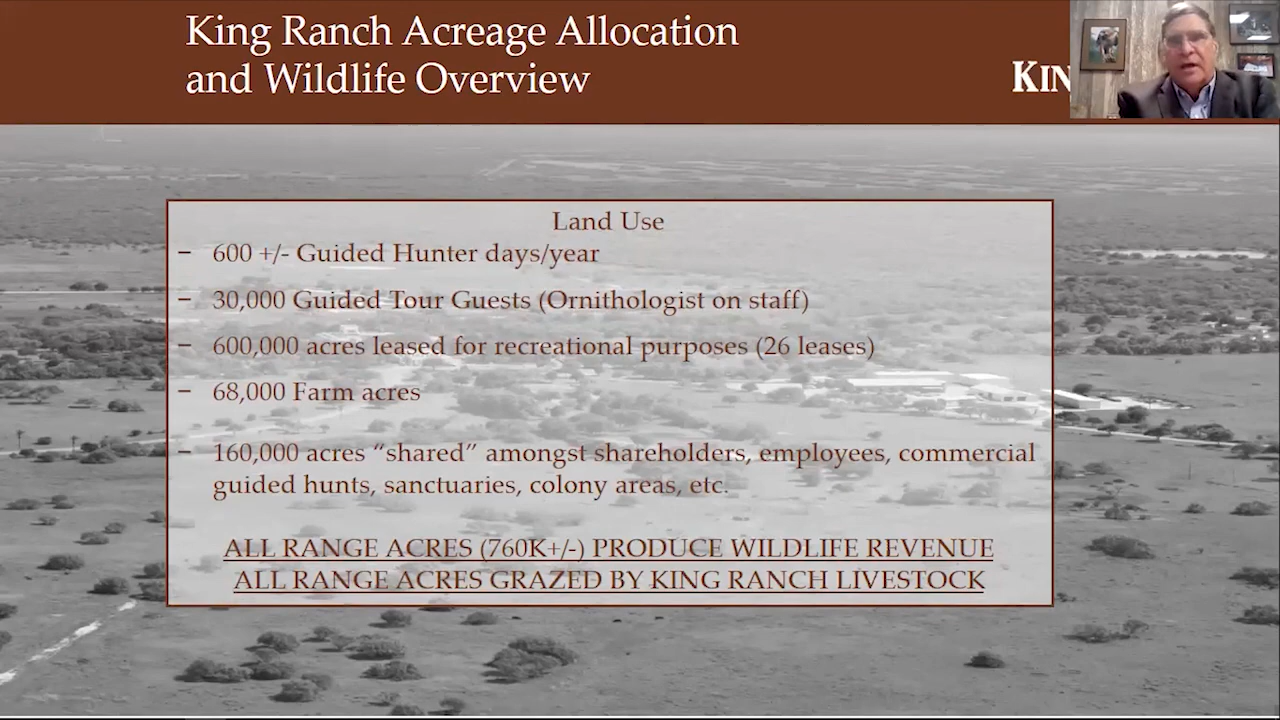 King Ranch Acreage Allocation
and Wildlife Overview
KIN
Land Use
– 600 +/- Guided Hunter days/year
– 30,000 Guided Tour Guests (Ornithologist on staff)
– 600,000 acres leased for recreational purposes (26 leases)
– 68,000 Farm acres
– 160,000 acres “shared” amongst shareholders, employees, commercial
guided hunts, sanctuaries, colony areas, etc.
ALL RANGE ACRES (760K+/-) PRODUCE WILDLIFE REVENUE
ALL RANGE ACRES GRAZED BY KING RANCH LIVESTOCK